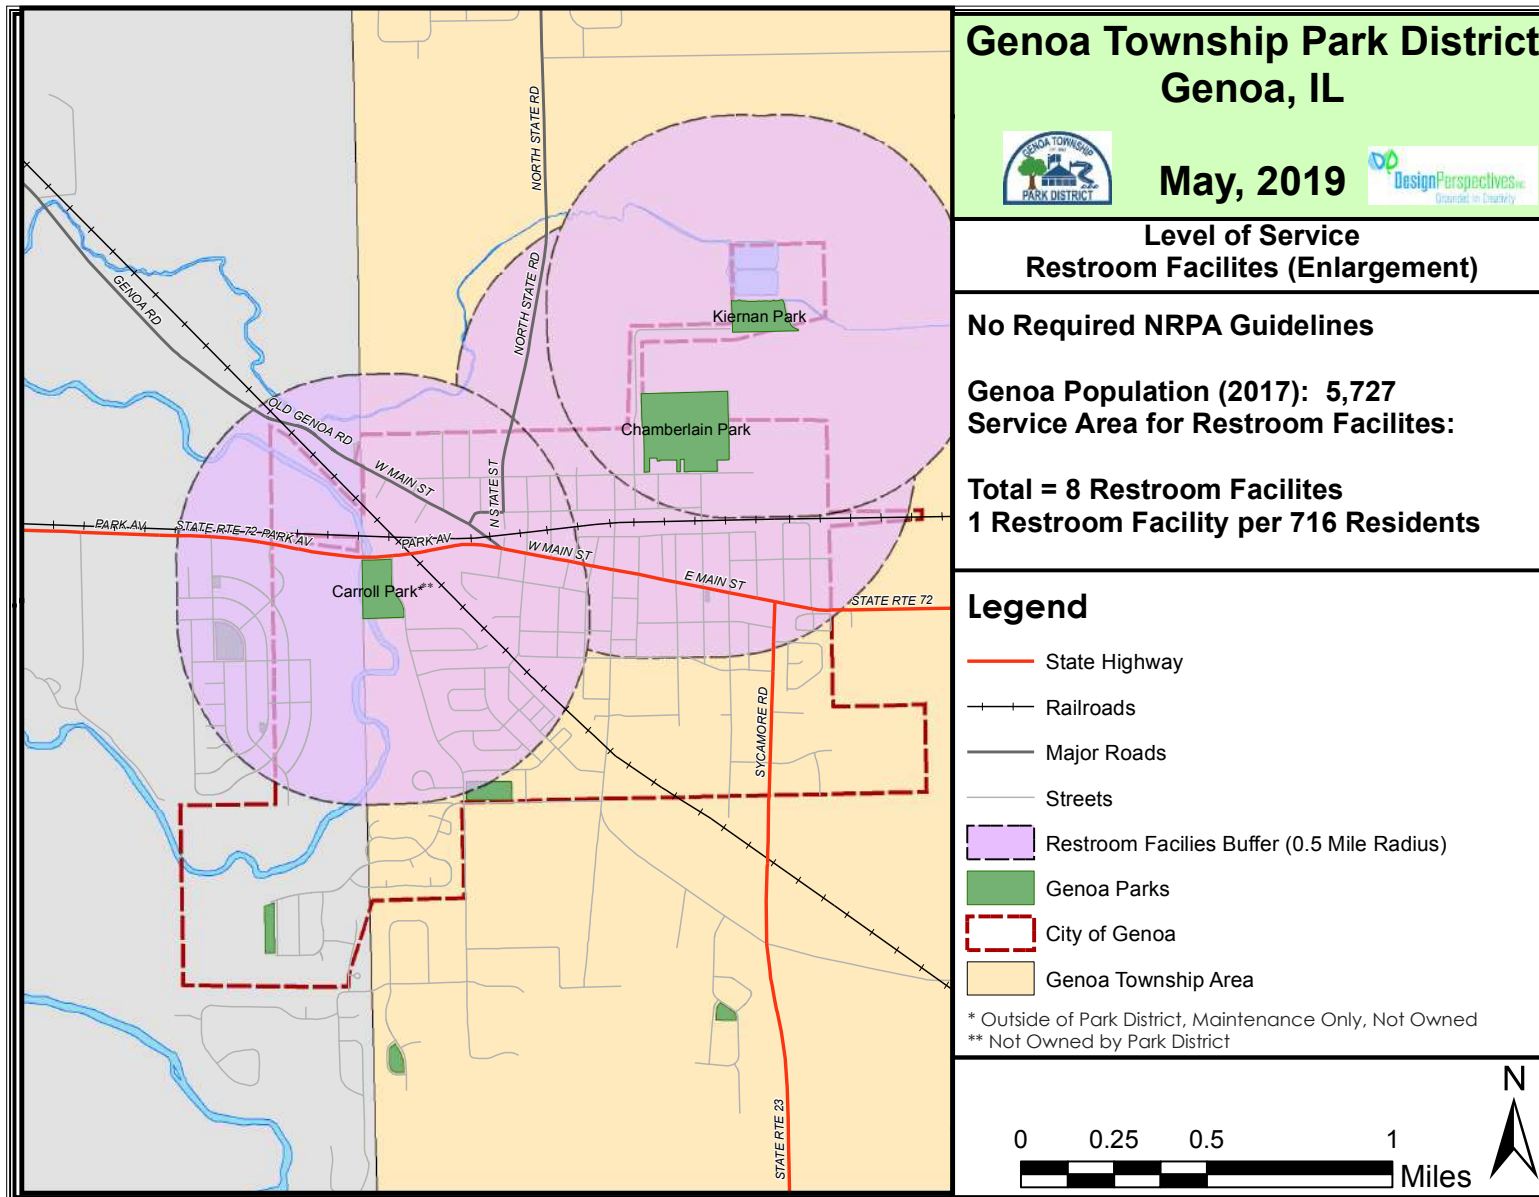 Genoa Township Park District
Genoa, IL
GENOA TOWNSHIP
PARK DISTRICT
May, 2019
DesignPerspectives INC
Grounded in Creativity
Level of Service
Restroom Facilites (Enlargement)
No Required NRPA Guidelines
Genoa Population (2017): 5,727
Service Area for Restroom Facilites:
Total = 8 Restroom Facilites
1 Restroom Facility per 716 Residents
Legend
State Highway
Railroads
Major Roads
Streets
Restroom Facilies Buffer (0.5 Mile Radius)
Genoa Parks
City of Genoa
Genoa Township Area
* Outside of Park District, Maintenance Only, Not Owned
** Not Owned by Park District
0 0.25 0.5 1
Miles
N
NORTH STATE RD
NORTH STATE RD
GENOA RD
OLD GENOA RD
W MAIN ST
N STATE ST
Kiernan Park
Chamberlain Park
PARK AV
STATE RTE 72 PARK AV
PARK AV
W MAIN ST
E MAIN ST
STATE RTE 72
Carroll Park***
SYCAMORE RD
STATE RTE 23